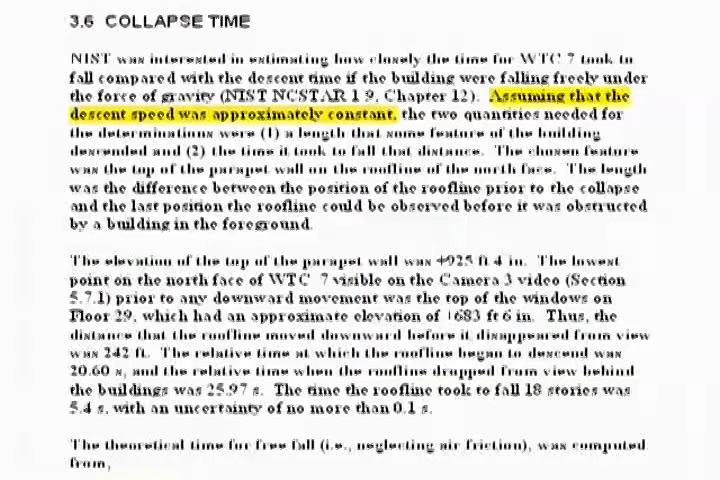 3.6 COLLAPSE TIME
NIST was interested in estimating how closely the time for WTC 7 took to
fall compared with the descent time if the building were falling freely under
the force of gravity (NIST NCSTAR 1 9, Chapter 12). Assuming that the
descent speed was approximately constant, the two quantities needed for
the determinations were (1) a length that some feature of the building
descended and (2) the time it took to fall that distance. The chosen feature
was the top of the parapet wall on the roofline of the north face. The length
was the difference between the position of the roofline prior to the collapse
and the last position the roofline could be observed before it was obstructed
by a building in the foreground.
The elevation of the top of the parapet wall was +925 ft 4 in. The lowest
point on the north face of WTC 7 visible on the Camera 3 video (Section
5.7.1) prior to any downward movement was the top of the windows on
Floor 29, which had an approximate elevation of +683 ft 6 in. Thus, the
distance that the roofline moved downward before it disappeared from view
was 242 ft. The relative time at which the roofline began to descend was
20.60 s, and the relative time when the roofline dropped from view behind
the buildings was 25.97 s. The time the roofline took to fall 18 stories was
5.4 s, with an uncertainty of no more than 0.1 s.
The theoretical time for free fall (i.e., neglecting air friction), was computed
from,